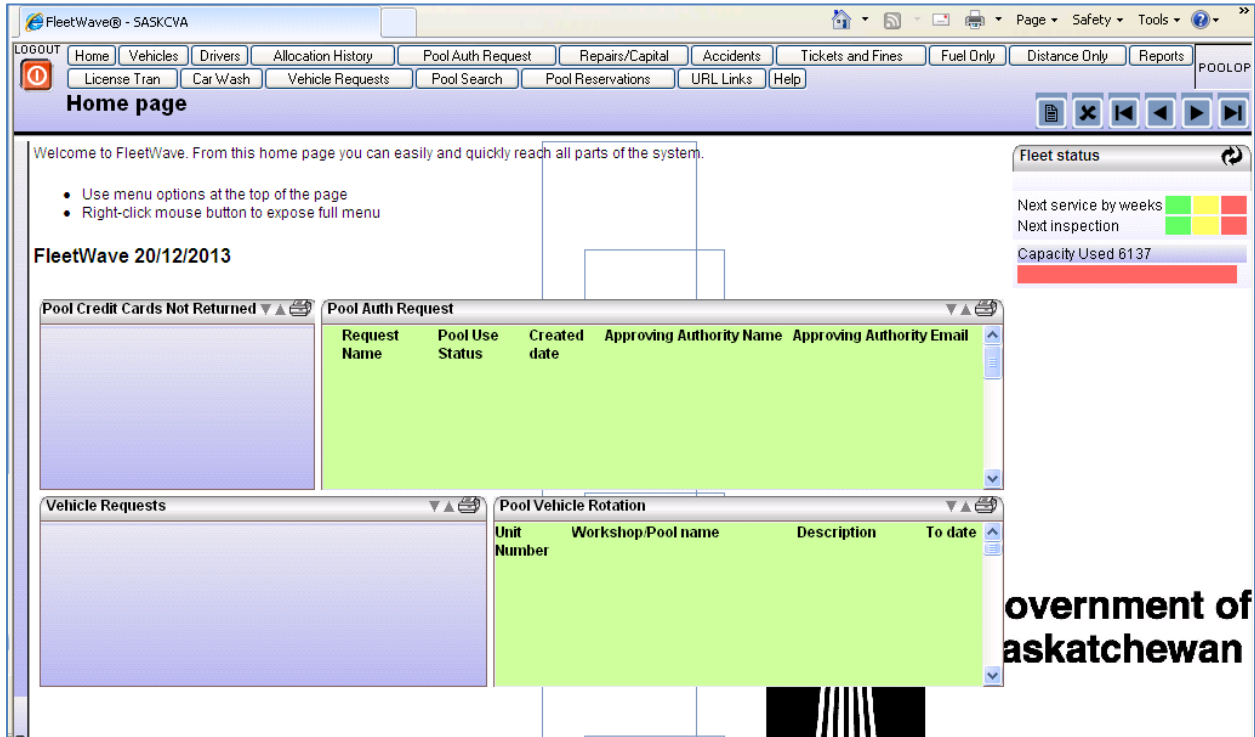 FleetWave® - SASKCVA
Page Safety Tools »
LOGOUT Home Vehicles Drivers Allocation History Pool Auth Request Repairs/Capital Accidents Tickets and Fines Fuel Only Distance Only Reports POOLOP
License Tran Car Wash Vehicle Requests Pool Search Pool Reservations URL Links Help
Home page
Welcome to FleetWave. From this home page you can easily and quickly reach all parts of the system.
• Use menu options at the top of the page
• Right-click mouse button to expose full menu
FleetWave 20/12/2013
Fleet status
Next service by weeks
Next inspection
Capacity Used 6137
Pool Credit Cards Not Returned
Pool Auth Request
Request Name Pool Use Status Created date Approving Authority Name Approving Authority Email
Vehicle Requests
Pool Vehicle Rotation
Unit Number Workshop/Pool name Description To date
overnment of
askatchewan